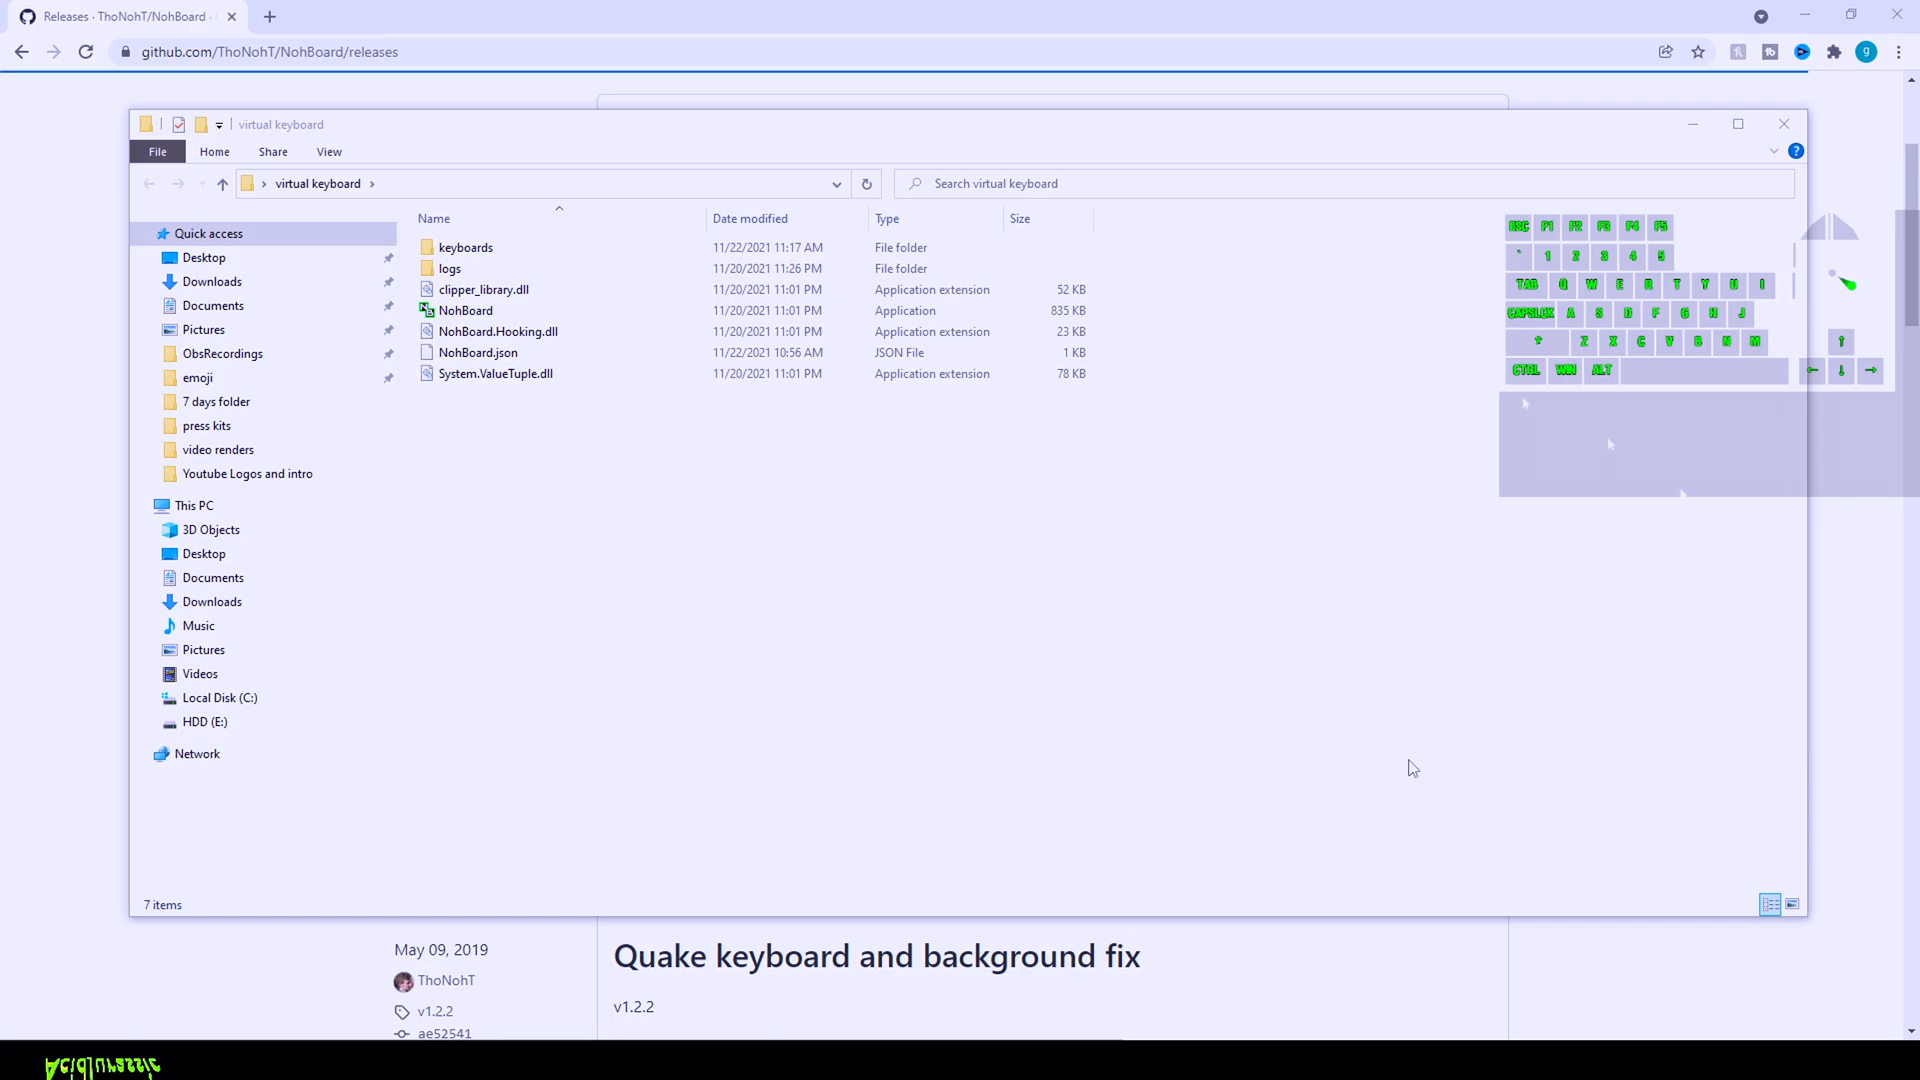 Releases · ThoNohT/NohBoard ·
github.com/ThoNohT/NohBoard/releases
g
virtual keyboard
File Home Share View
virtual keyboard
Search virtual keyboard
Name Date modified Type Size
Quick access
Desktop
Downloads
Documents
Pictures
ObsRecordings
emoji
7 days folder
press kits
video renders
Youtube Logos and intro
This PC
3D Objects
Desktop
Documents
Downloads
Music
Pictures
Videos
Local Disk (C:)
HDD (E:)
Network
keyboards 11/22/2021 11:17 AM File folder
logs 11/20/2021 11:26 PM File folder
clipper_library.dll 11/20/2021 11:01 PM Application extension 52 KB
NohBoard 11/20/2021 11:01 PM Application 835 KB
NohBoard.Hooking.dll 11/20/2021 11:01 PM Application extension 23 KB
NohBoard.json 11/22/2021 10:56 AM JSON File 1 KB
System.ValueTuple.dll 11/20/2021 11:01 PM Application extension 78 KB
ESC F1 F2 F3 F4 F5
` 1 2 3 4 5
TAB Q W E R T Y U I
CAPSLCK A S D F G H J
↑ Z X C V B N M ↑
CTRL WIN ALT ← ↓ →
7 items
May 09, 2019
ThoNohT
v1.2.2
ae52541
Quake keyboard and background fix
v1.2.2
AcidJurassic